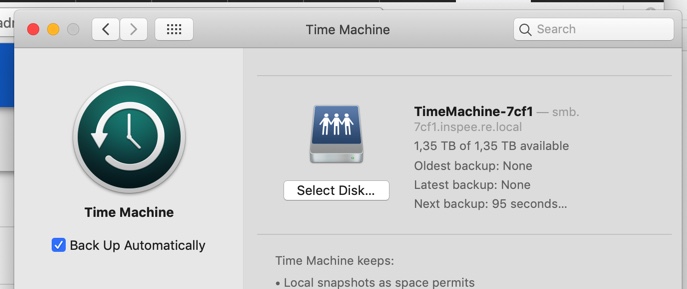 adr
Time Machine
Search
TimeMachine-7cf1 — smb.
7cf1.inspee.re.local
1,35 TB of 1,35 TB available
Oldest backup: None
Select Disk...
Latest backup: None
Next backup: 95 seconds...
Time Machine
Back Up Automatically
Time Machine keeps:
• Local snapshots as space permits